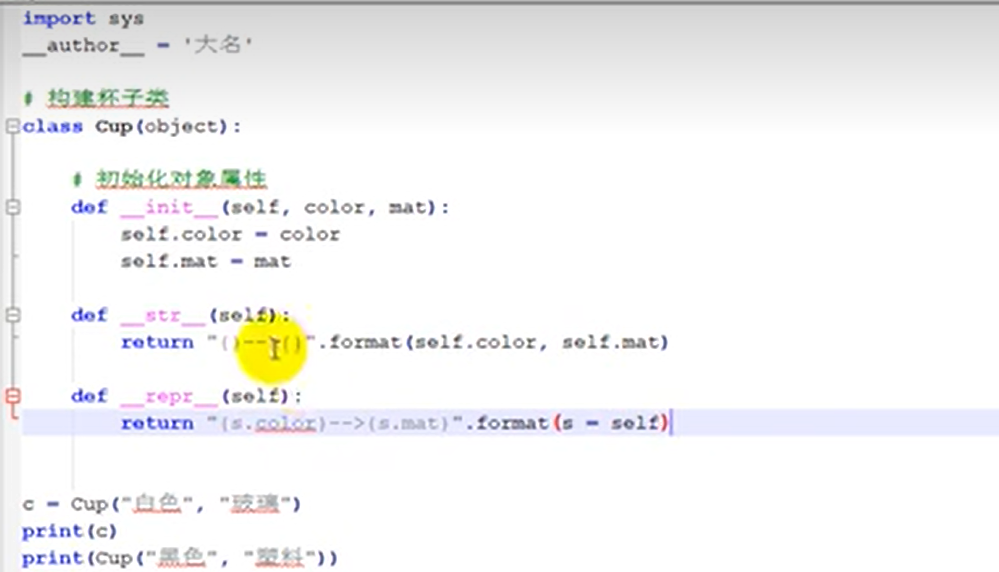 import sys
__author__ = '大名'
# 构建杯子类
class Cup(object):
# 初始化对象属性
def __init__(self, color, mat):
self.color = color
self.mat = mat
def __str__(self):
return "{}-->{}".format(self.color, self.mat)
def __repr__(self):
return "{s.color}-->{s.mat}".format(s = self)
c = Cup("白色", "玻璃")
print(c)
print(Cup("黑色", "塑料"))